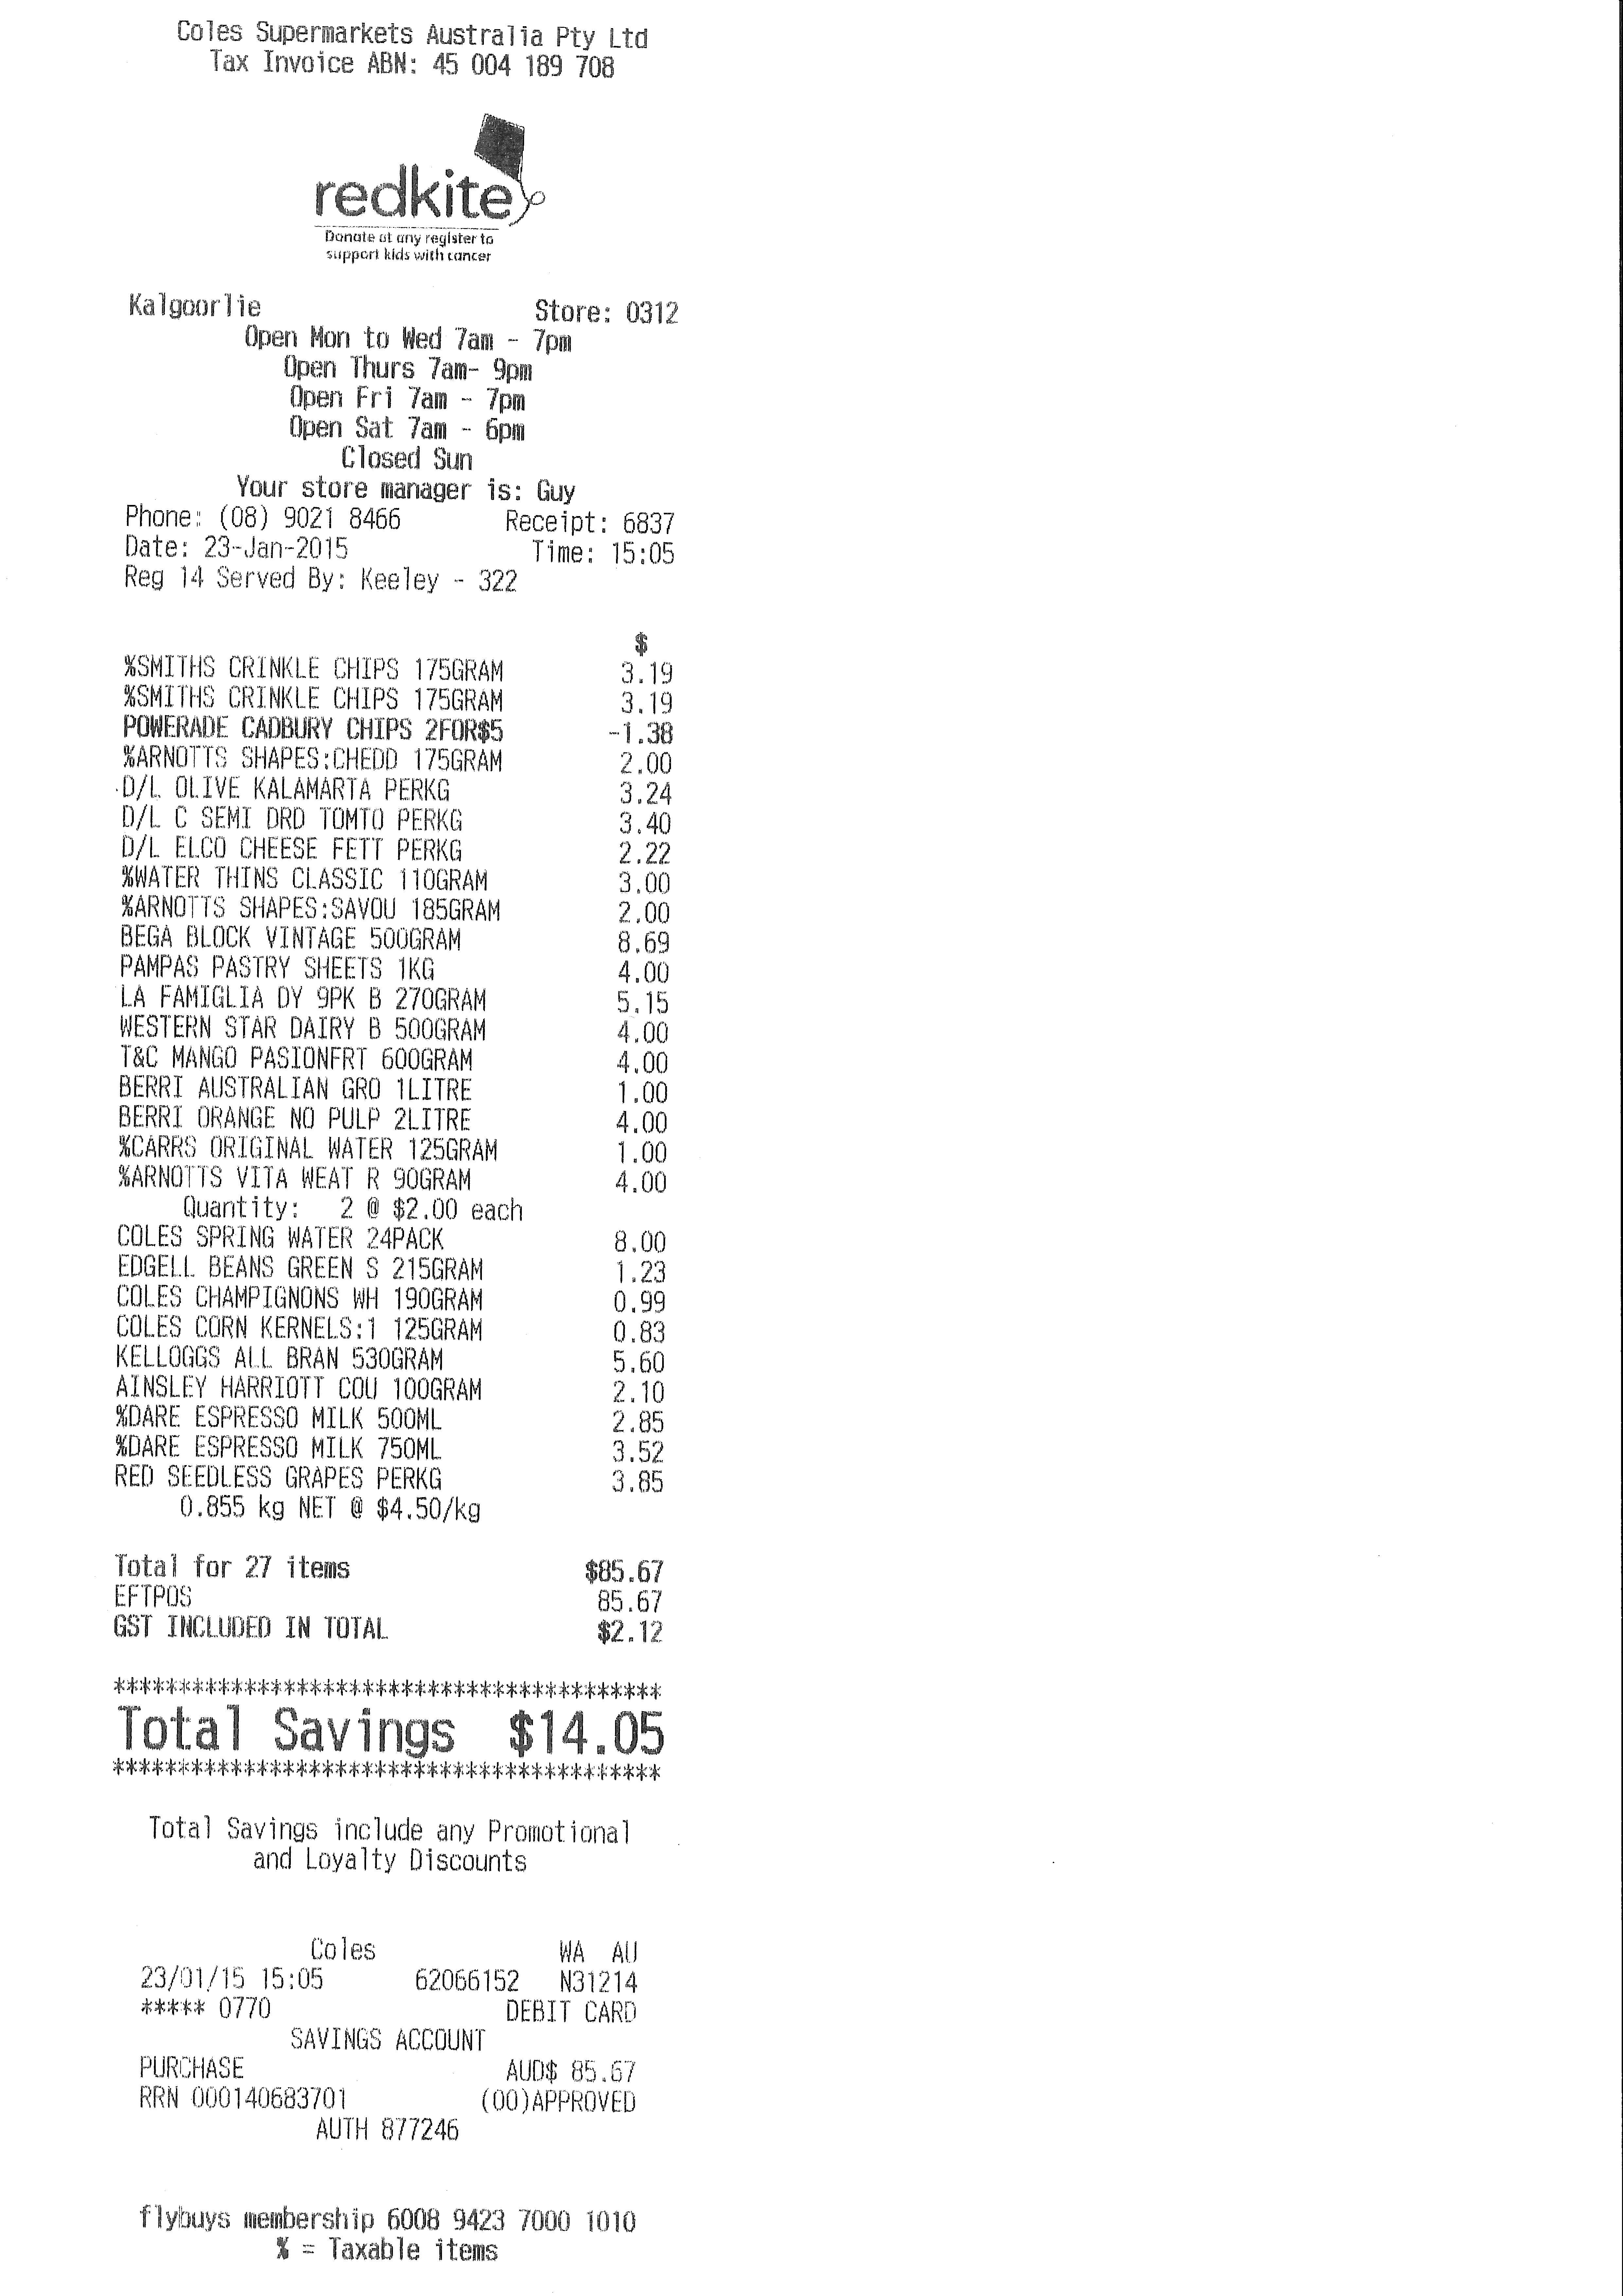 Coles Supermarkets Australia Pty Ltd
Tax Invoice ABN: 45 004 189 708
redkite
Donate at any register to
support kids with cancer
Kalgoorlie Store: 0312
Open Mon to Wed 7am - 7pm
Open Thurs 7am- 9pm
Open Fri 7am - 7pm
Open Sat 7am - 6pm
Closed Sun
Your store manager is: Guy
Phone: (08) 9021 8466 Receipt: 6837
Date: 23-Jan-2015 Time: 15:05
Reg 14 Served By: Keeley - 322
$
%SMITHS CRINKLE CHIPS 175GRAM 3.19
%SMITHS CRINKLE CHIPS 175GRAM 3.19
POWERADE CADBURY CHIPS 2FOR$5 -1.38
%ARNOTTS SHAPES:CHEDD 175GRAM 2.00
D/L OLIVE KALAMARTA PERKG 3.24
D/L C SEMI DRD TOMTO PERKG 3.40
D/L ELCO CHEESE FETT PERKG 2.22
%WATER THINS CLASSIC 110GRAM 3.00
%ARNOTTS SHAPES:SAVOU 185GRAM 2.00
BEGA BLOCK VINTAGE 500GRAM 8.69
PAMPAS PASTRY SHEETS 1KG 4.00
LA FAMIGLIA DY 9PK B 270GRAM 5.15
WESTERN STAR DAIRY B 500GRAM 4.00
T&C MANGO PASIONFRT 600GRAM 4.00
BERRI AUSTRALIAN GRO 1LITRE 1.00
BERRI ORANGE NO PULP 2LITRE 4.00
%CARRS ORIGINAL WATER 125GRAM 1.00
%ARNOTTS VITA WEAT R 90GRAM 4.00
Quantity: 2 @ $2.00 each
COLES SPRING WATER 24PACK 8.00
EDGELL BEANS GREEN S 215GRAM 1.23
COLES CHAMPIGNONS WH 190GRAM 0.99
COLES CORN KERNELS:1 125GRAM 0.83
KELLOGGS ALL BRAN 530GRAM 5.60
AINSLEY HARRIOTT COU 100GRAM 2.10
%DARE ESPRESSO MILK 500ML 2.85
%DARE ESPRESSO MILK 750ML 3.52
RED SEEDLESS GRAPES PERKG 3.85
0.855 kg NET @ $4.50/kg
Total for 27 items $85.67
EFTPOS 85.67
GST INCLUDED IN TOTAL $2.12
******************************************
Total Savings $14.05
******************************************
Total Savings include any Promotional
and Loyalty Discounts
Coles WA AU
23/01/15 15:05 62066152 N31214
***** 0770 DEBIT CARD
SAVINGS ACCOUNT
PURCHASE AUD$ 85.67
RRN 000140683701 (00)APPROVED
AUTH 877246
flybuys membership 6008 9423 7000 1010
% = Taxable items